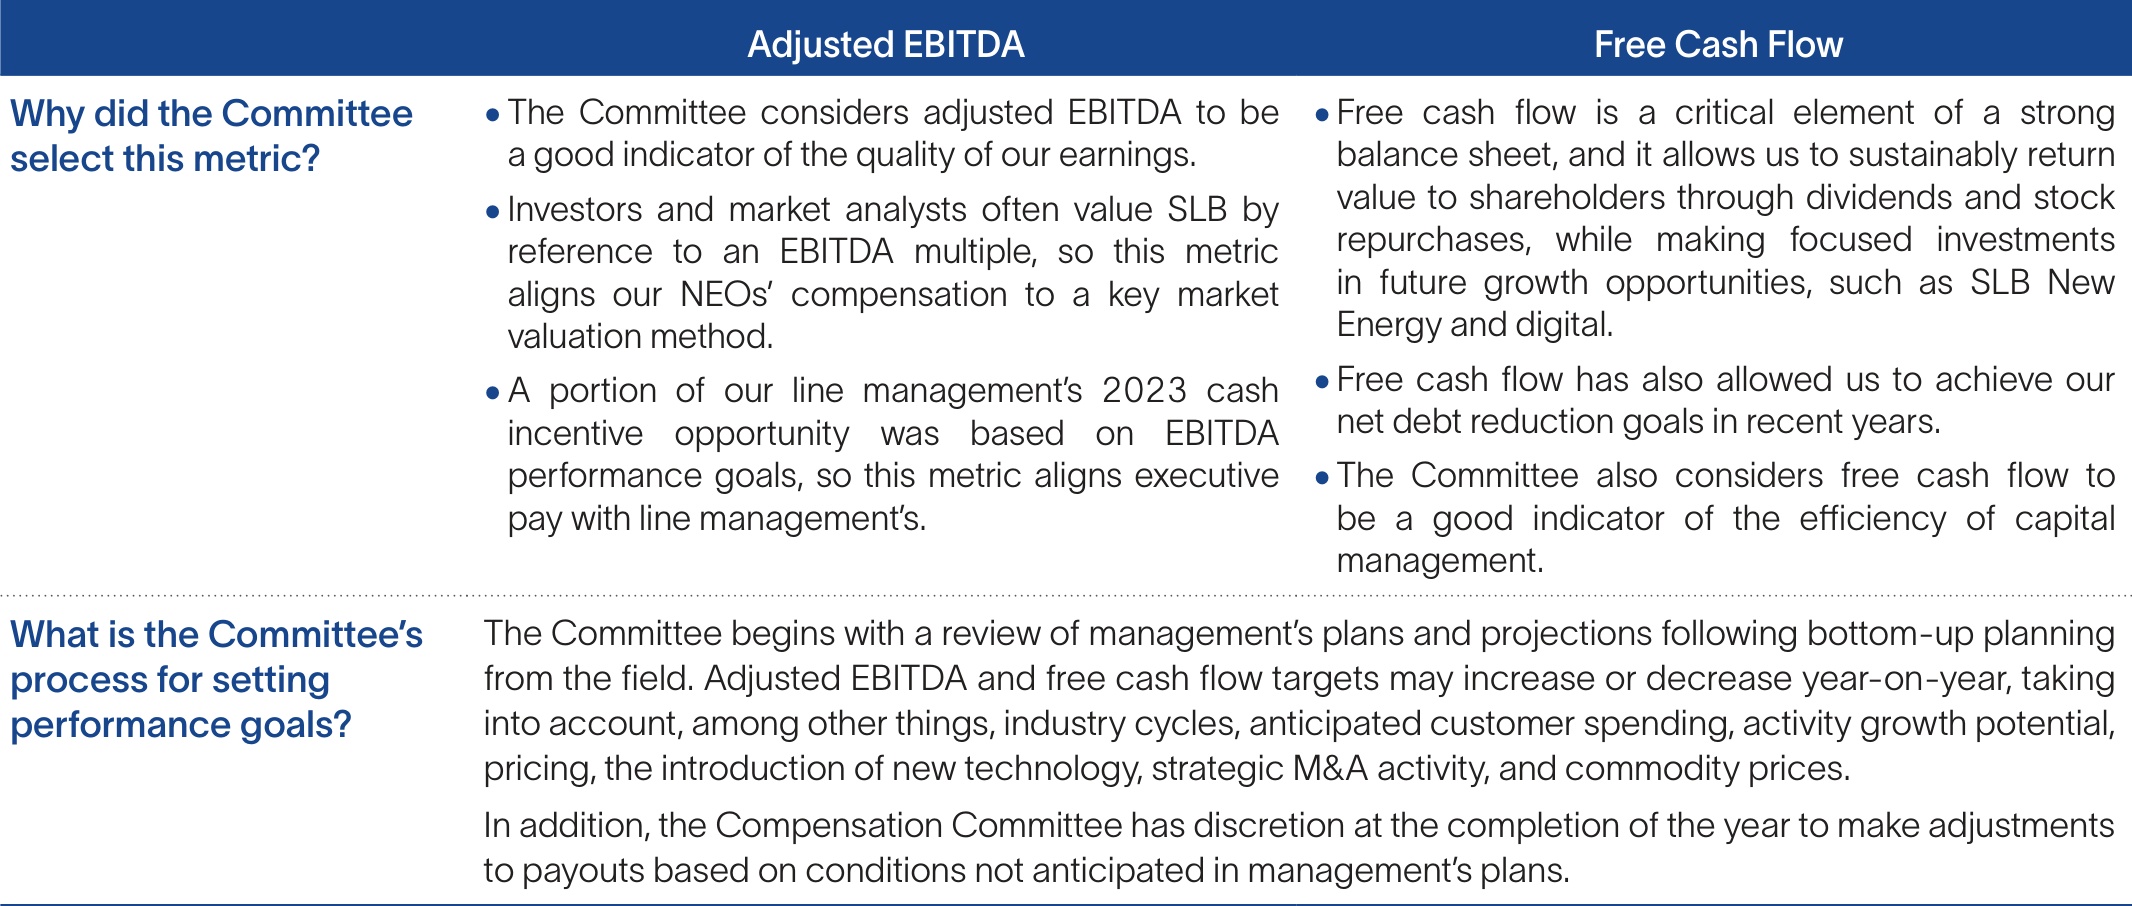 Adjusted EBITDA
Free Cash Flow
Why did the Committee
select this metric?
• The Committee considers adjusted EBITDA to be
a good indicator of the quality of our earnings.
• Investors and market analysts often value SLB by
reference to an EBITDA multiple, so this metric
aligns our NEOs’ compensation to a key market
valuation method.
• A portion of our line management’s 2023 cash
incentive opportunity was based on EBITDA
performance goals, so this metric aligns executive
pay with line management’s.
• Free cash flow is a critical element of a strong
balance sheet, and it allows us to sustainably return
value to shareholders through dividends and stock
repurchases, while making focused investments
in future growth opportunities, such as SLB New
Energy and digital.
• Free cash flow has also allowed us to achieve our
net debt reduction goals in recent years.
• The Committee also considers free cash flow to
be a good indicator of the efficiency of capital
management.
What is the Committee’s
process for setting
performance goals?
The Committee begins with a review of management’s plans and projections following bottom-up planning
from the field. Adjusted EBITDA and free cash flow targets may increase or decrease year-on-year, taking
into account, among other things, industry cycles, anticipated customer spending, activity growth potential,
pricing, the introduction of new technology, strategic M&A activity, and commodity prices.
In addition, the Compensation Committee has discretion at the completion of the year to make adjustments
to payouts based on conditions not anticipated in management’s plans.